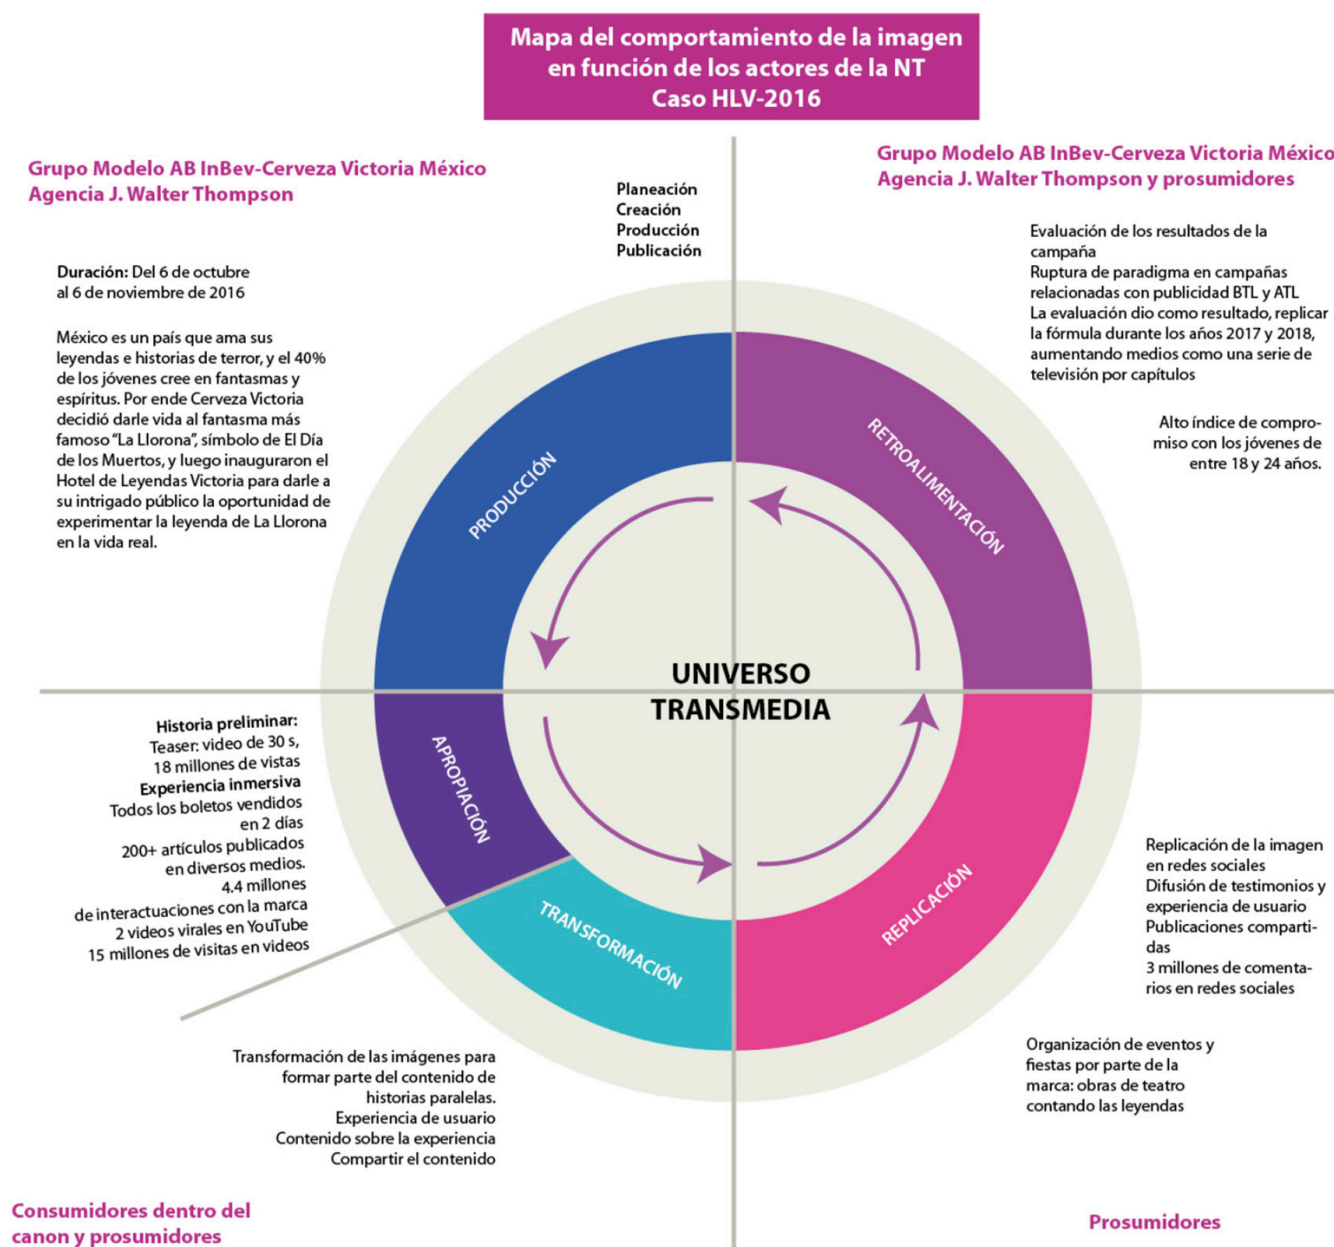 Mapa del comportamiento de la imagen
en función de los actores de la NT
Caso HLV-2016
Grupo Modelo AB InBev-Cerveza Victoria México
Agencia J. Walter Thompson
Planeación
Creación
Producción
Publicación
Grupo Modelo AB InBev-Cerveza Victoria México
Agencia J. Walter Thompson y prosumidores
Duración: Del 6 de octubre
al 6 de noviembre de 2016
México es un país que ama sus
leyendas e historias de terror, y el 40%
de los jóvenes cree en fantasmas y
espíritus. Por ende Cerveza Victoria
decidió darle vida al fantasma más
famoso “La Llorona”, símbolo de El Día
de los Muertos, y luego inauguraron el
Hotel de Leyendas Victoria para darle a
su intrigado público la oportunidad de
experimentar la leyenda de La Llorona
en la vida real.
Evaluación de los resultados de la
campaña
Ruptura de paradigma en campañas
relacionadas con publicidad BTL y ATL
La evaluación dio como resultado, replicar
la fórmula durante los años 2017 y 2018,
aumentando medios como una serie de
televisión por capítulos
Alto índice de compro-
miso con los jóvenes de
entre 18 y 24 años.
PRODUCCIÓN
RETROALIMENTACIÓN
UNIVERSO
TRANSMEDIA
APROPIACIÓN
TRANSFORMACIÓN
REPLICACIÓN
Historia preliminar:
Teaser: video de 30 s,
18 millones de vistas
Experiencia inmersiva
Todos los boletos vendidos
en 2 días
200+ artículos publicados
en diversos medios.
4.4 millones
de interactuaciones con la marca
2 videos virales en YouTube
15 millones de visitas en videos
Replicación de la imagen
en redes sociales
Difusión de testimonios y
experiencia de usuario
Publicaciones comparti-
das
3 millones de comenta-
rios en redes sociales
Organización de eventos y
fiestas por parte de la
marca: obras de teatro
contando las leyendas
Transformación de las imágenes para
formar parte del contenido de
historias paralelas.
Experiencia de usuario
Contenido sobre la experiencia
Compartir el contenido
Consumidores dentro del
canon y prosumidores
Prosumidores